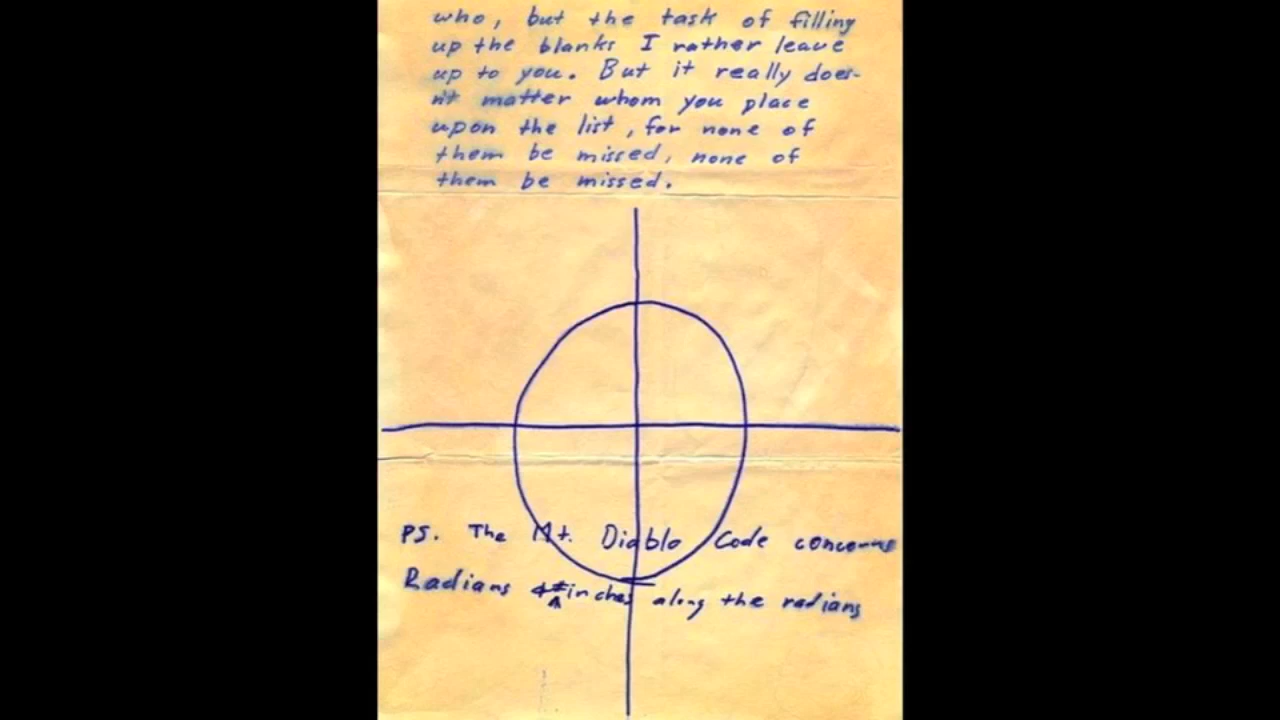 who, but the task of filling
up the blanks I rather leave
up to you. But it really does-
n't matter whom you place
upon the list, for none of
them be missed, none of
them be missed.
PS. The Mt. Diablo Code concerns
Radians & # inches along the radians